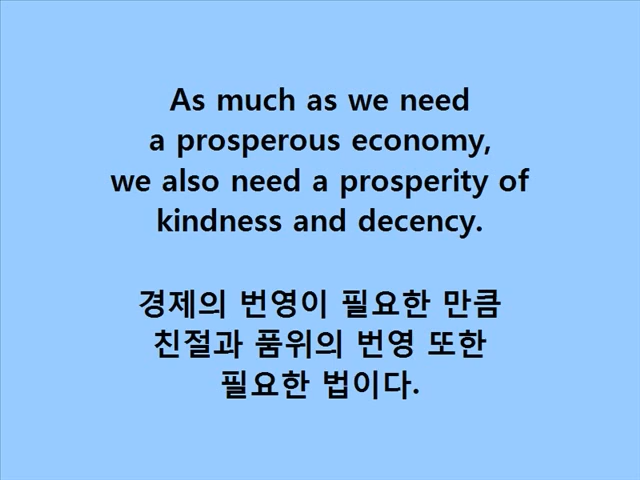 As much as we need
a prosperous economy,
we also need a prosperity of
kindness and decency.
경제의 번영이 필요한 만큼
친절과 품위의 번영 또한
필요한 법이다.